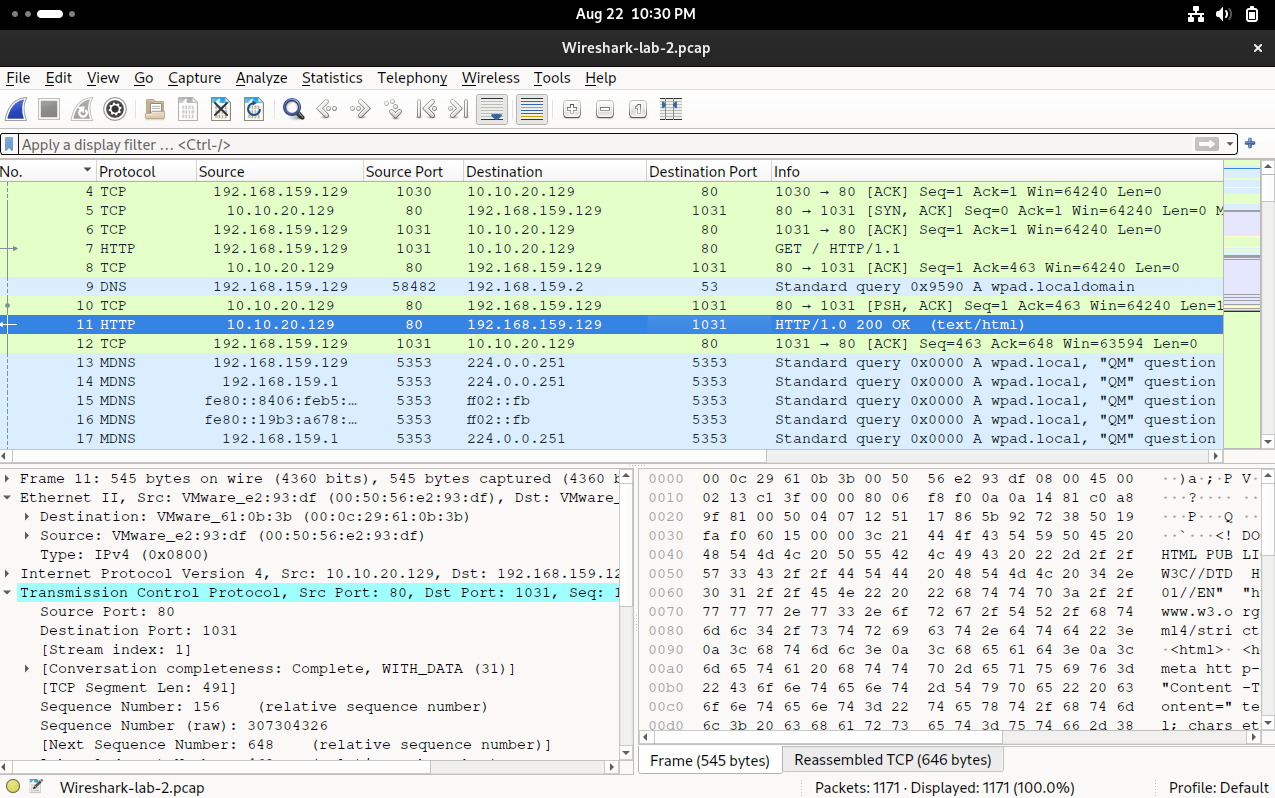 Aug 22 10:30 PM
Wireshark-lab-2.pcap
File Edit View Go Capture Analyze Statistics Telephony Wireless Tools Help
Apply a display filter … <Ctrl-/>
No. Protocol Source Source Port Destination Destination Port Info
4 TCP 192.168.159.129 1030 10.10.20.129 80 1030 → 80 [ACK] Seq=1 Ack=1 Win=64240 Len=0
5 TCP 10.10.20.129 80 192.168.159.129 1031 80 → 1031 [SYN, ACK] Seq=0 Ack=1 Win=64240 Len=0 M
6 TCP 192.168.159.129 1031 10.10.20.129 80 1031 → 80 [ACK] Seq=1 Ack=1 Win=64240 Len=0
7 HTTP 192.168.159.129 1031 10.10.20.129 80 GET / HTTP/1.1
8 TCP 10.10.20.129 80 192.168.159.129 1031 80 → 1031 [ACK] Seq=1 Ack=463 Win=64240 Len=0
9 DNS 192.168.159.129 58482 192.168.159.2 53 Standard query 0x9590 A wpad.localdomain
10 TCP 10.10.20.129 80 192.168.159.129 1031 80 → 1031 [PSH, ACK] Seq=1 Ack=463 Win=64240 Len=1
11 HTTP 10.10.20.129 80 192.168.159.129 1031 HTTP/1.0 200 OK (text/html)
12 TCP 192.168.159.129 1031 10.10.20.129 80 1031 → 80 [ACK] Seq=463 Ack=648 Win=63594 Len=0
13 MDNS 192.168.159.129 5353 224.0.0.251 5353 Standard query 0x0000 A wpad.local, "QM" question
14 MDNS 192.168.159.1 5353 224.0.0.251 5353 Standard query 0x0000 A wpad.local, "QM" question
15 MDNS fe80::8406:feb5:… 5353 ff02::fb 5353 Standard query 0x0000 A wpad.local, "QM" question
16 MDNS fe80::19b3:a678:… 5353 ff02::fb 5353 Standard query 0x0000 A wpad.local, "QM" question
17 MDNS 192.168.159.1 5353 224.0.0.251 5353 Standard query 0x0000 A wpad.local, "QM" question
Frame 11: 545 bytes on wire (4360 bits), 545 bytes captured (4360 b
Ethernet II, Src: VMware_e2:93:df (00:50:56:e2:93:df), Dst: VMware_
Destination: VMware_61:0b:3b (00:0c:29:61:0b:3b)
Source: VMware_e2:93:df (00:50:56:e2:93:df)
Type: IPv4 (0x0800)
Internet Protocol Version 4, Src: 10.10.20.129, Dst: 192.168.159.12
Transmission Control Protocol, Src Port: 80, Dst Port: 1031, Seq: 1
Source Port: 80
Destination Port: 1031
[Stream index: 1]
[Conversation completeness: Complete, WITH_DATA (31)]
[TCP Segment Len: 491]
Sequence Number: 156 (relative sequence number)
Sequence Number (raw): 307304326
[Next Sequence Number: 648 (relative sequence number)]
0000 00 0c 29 61 0b 3b 00 50 56 e2 93 df 08 00 45 00 ··)a·;·P V·
0010 02 13 c1 3f 00 00 80 06 f8 f0 0a 0a 14 81 c0 a8 ···?···· ··
0020 9f 81 00 50 04 07 12 51 17 86 5b 92 72 38 50 19 ···P···Q ··
0030 fa f0 60 15 00 00 3c 21 44 4f 43 54 59 50 45 20 ··`···<! DO
0040 48 54 4d 4c 20 50 55 42 4c 49 43 20 22 2d 2f 2f HTML PUB LI
0050 57 33 43 2f 2f 44 54 44 20 48 54 4d 4c 20 34 2e W3C//DTD H
0060 30 31 2f 2f 45 4e 22 20 22 68 74 74 70 3a 2f 2f 01//EN" "h
0070 77 77 77 2e 77 33 2e 6f 72 67 2f 54 52 2f 68 74 www.w3.o rg
0080 6d 6c 34 2f 73 74 72 69 63 74 2e 64 74 64 22 3e ml4/stri ct
0090 0a 3c 68 74 6d 6c 3e 0a 3c 68 65 61 64 3e 0a 3c ·<html>· <h
00a0 6d 65 74 61 20 68 74 74 70 2d 65 71 75 69 76 3d meta htt p-
00b0 22 43 6f 6e 74 65 6e 74 2d 54 79 70 65 22 20 63 "Content -T
00c0 6f 6e 74 65 6e 74 3d 22 74 65 78 74 2f 68 74 6d ontent=" te
00d0 6c 3b 20 63 68 61 72 73 65 74 3d 75 74 66 2d 38 l; chars et
Frame (545 bytes) Reassembled TCP (646 bytes)
Wireshark-lab-2.pcap Packets: 1171 · Displayed: 1171 (100.0%) Profile: Default